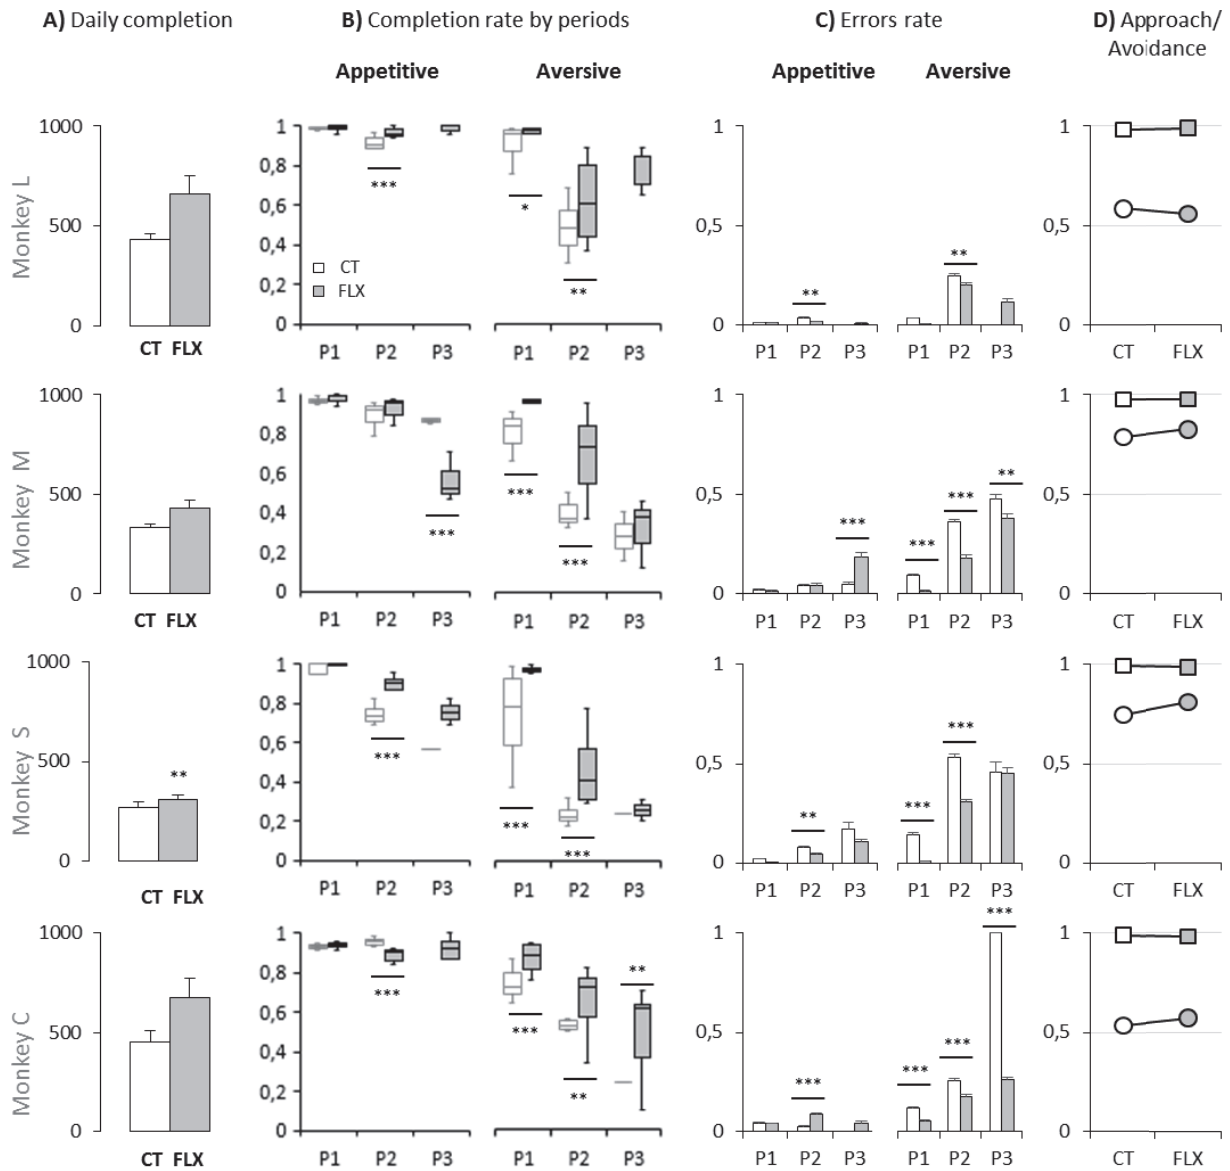 A) Daily completion B) Completion rate by periods C) Errors rate D) Approach/
Avoidance
Appetitive Aversive Appetitive Aversive
Monkey L
1000
500
0
CT FLX
1
0,8
0,6
0,4
0,2
0
CT
FLX
***
P1 P2 P3
*
**
P1 P2 P3
1
0,5
0
**
P1 P2 P3
**
P1 P2 P3
1
0,5
0
CT FLX
Monkey M
1000
500
0
CT FLX
1
0,8
0,6
0,4
0,2
0
***
P1 P2 P3
***
***
P1 P2 P3
1
0,5
0
***
P1 P2 P3
***
***
**
P1 P2 P3
1
0,5
0
CT FLX
Monkey S
1000
500
0
**
CT FLX
1
0,8
0,6
0,4
0,2
0
***
P1 P2 P3
***
***
P1 P2 P3
1
0,5
0
**
P1 P2 P3
***
***
P1 P2 P3
1
0,5
0
CT FLX
Monkey C
1000
500
0
CT FLX
1
0,8
0,6
0,4
0,2
0
***
P1 P2 P3
***
**
**
P1 P2 P3
1
0,5
0
***
P1 P2 P3
***
***
***
P1 P2 P3
1
0,5
0
CT FLX